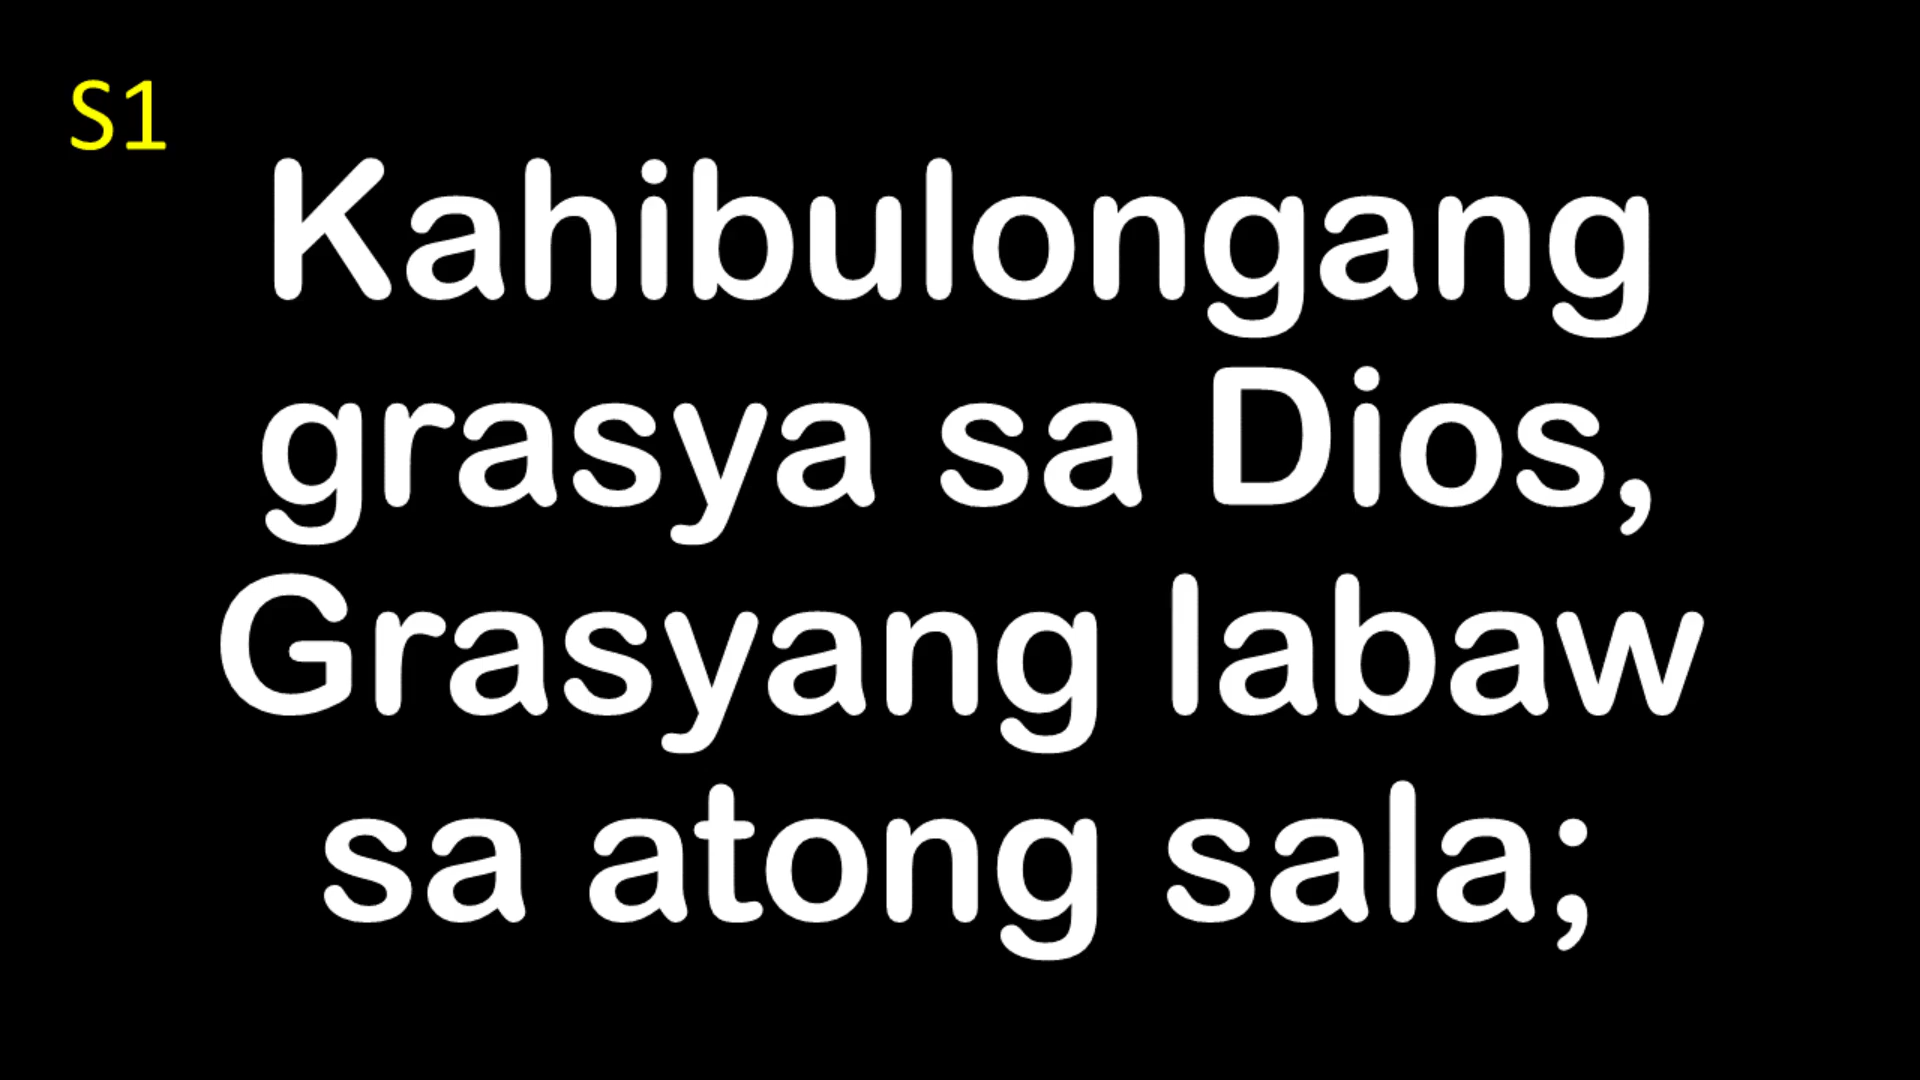 S1
Kahibulongang
grasya sa Dios,
Grasyang labaw
sa atong sala;